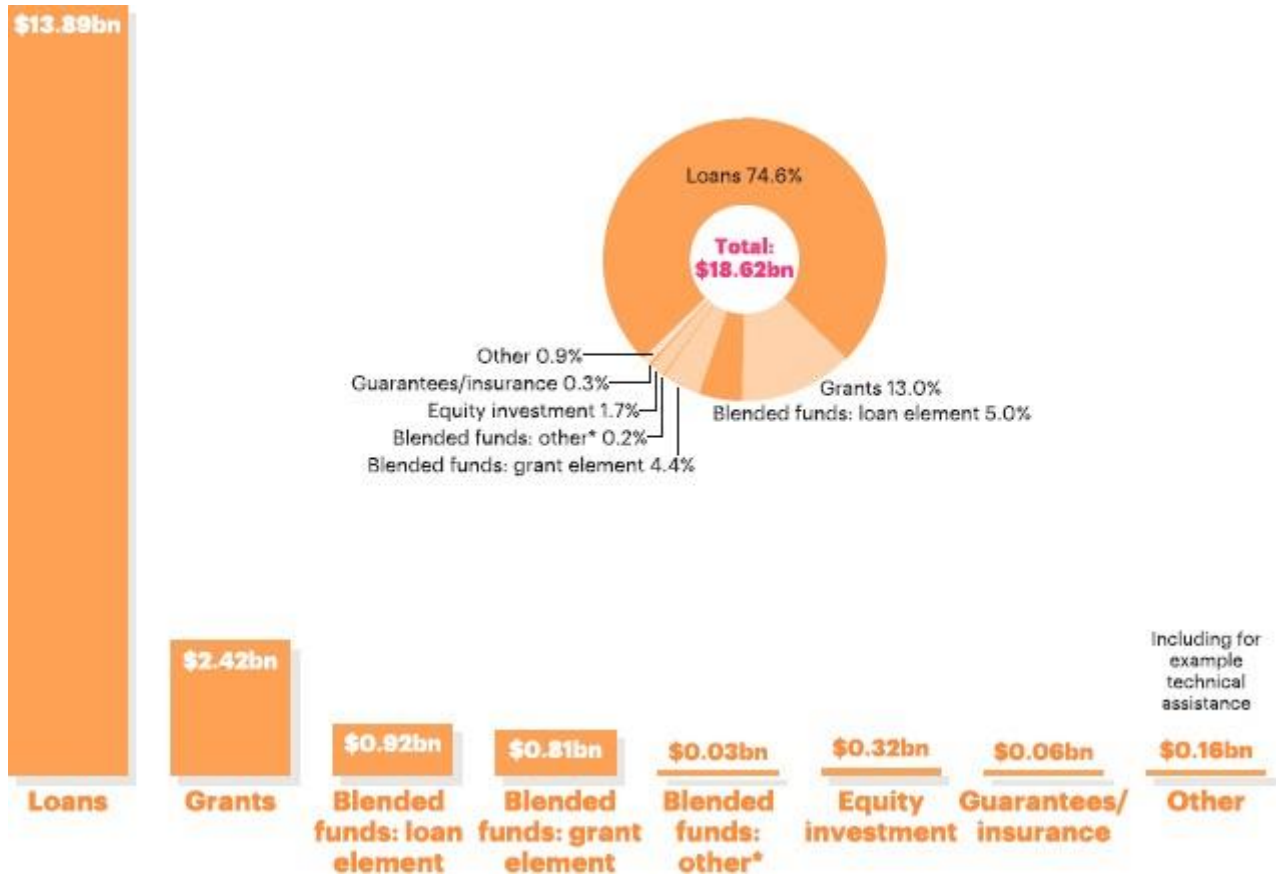 $13.89bn
Loans 74.6%
Total:
$18.62bn
Other 0.9%
Guarantees/insurance 0.3%
Equity investment 1.7%
Blended funds: other* 0.2%
Blended funds: grant element 4.4%
Grants 13.0%
Blended funds: loan element 5.0%
$2.42bn
$0.92bn
$0.81bn
$0.03bn
$0.32bn
$0.06bn
Including for
example
technical
assistance
$0.16bn
Loans
Grants
Blended
funds: loan
element
Blended
funds: grant
element
Blended
funds:
other*
Equity
investment
Guarantees/
insurance
Other